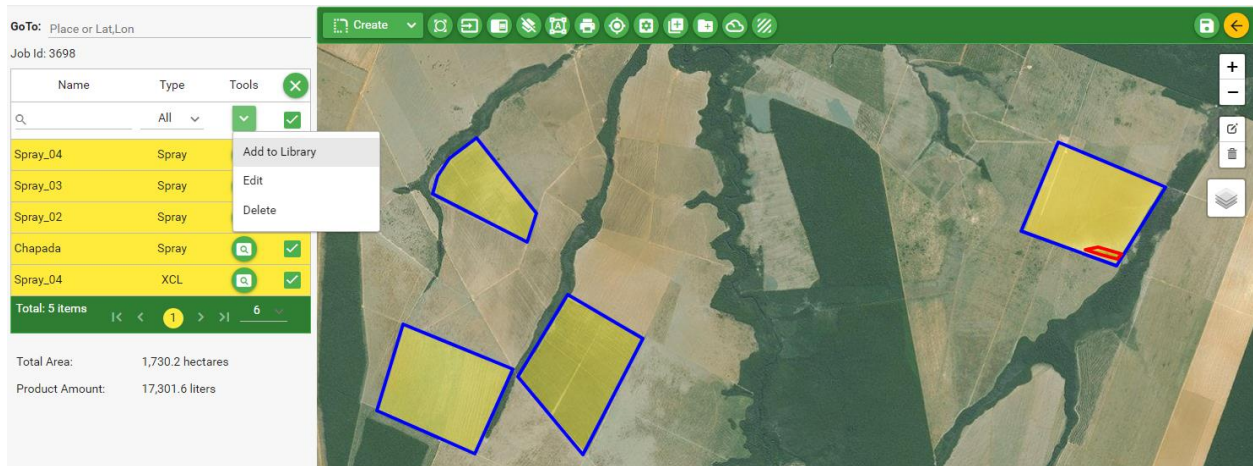 GoTo: Place or Lat,Lon
Create
Job Id: 3698
Name Type Tools
All
Spray_04 Spray
Add to Library
Spray_03 Spray
Edit
Spray_02 Spray
Delete
Chapada Spray
Spray_04 XCL
Total: 5 items
1 6
Total Area: 1,730.2 hectares
Product Amount: 17,301.6 liters